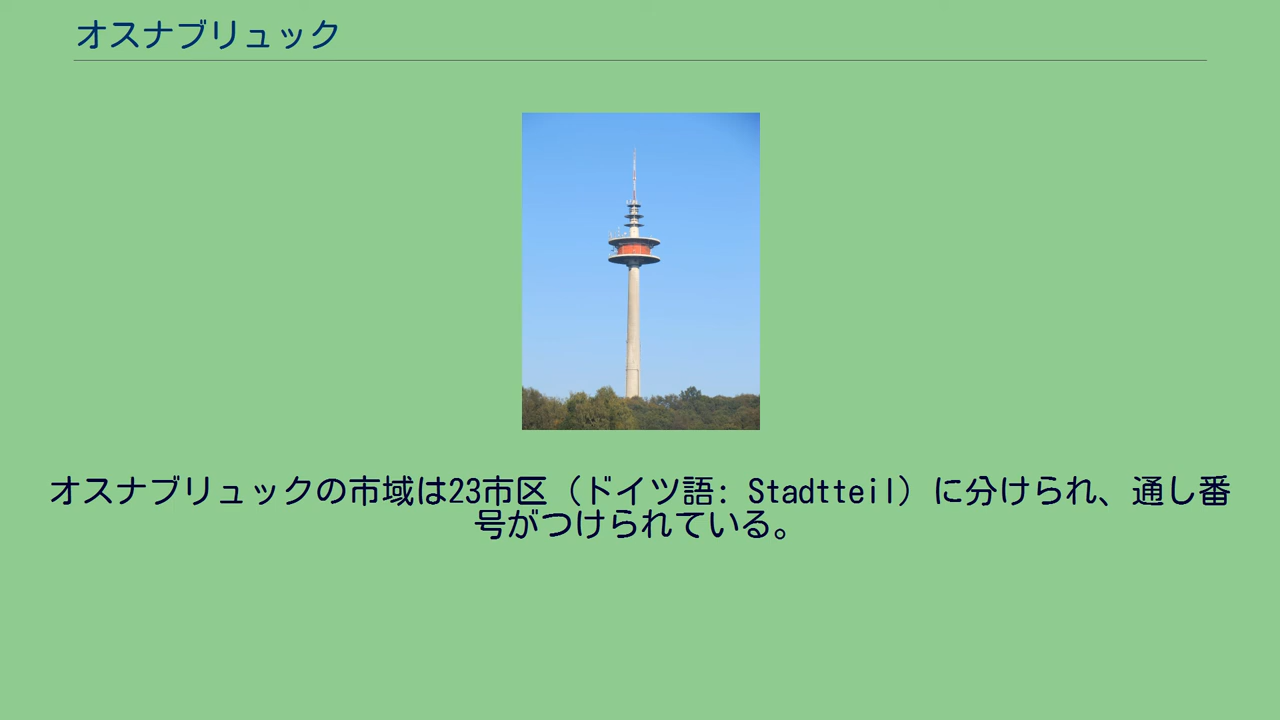 オスナブリュック
オスナブリュックの市域は23市区（ドイツ語: Stadtteil）に分けられ、通し番
号がつけられている。